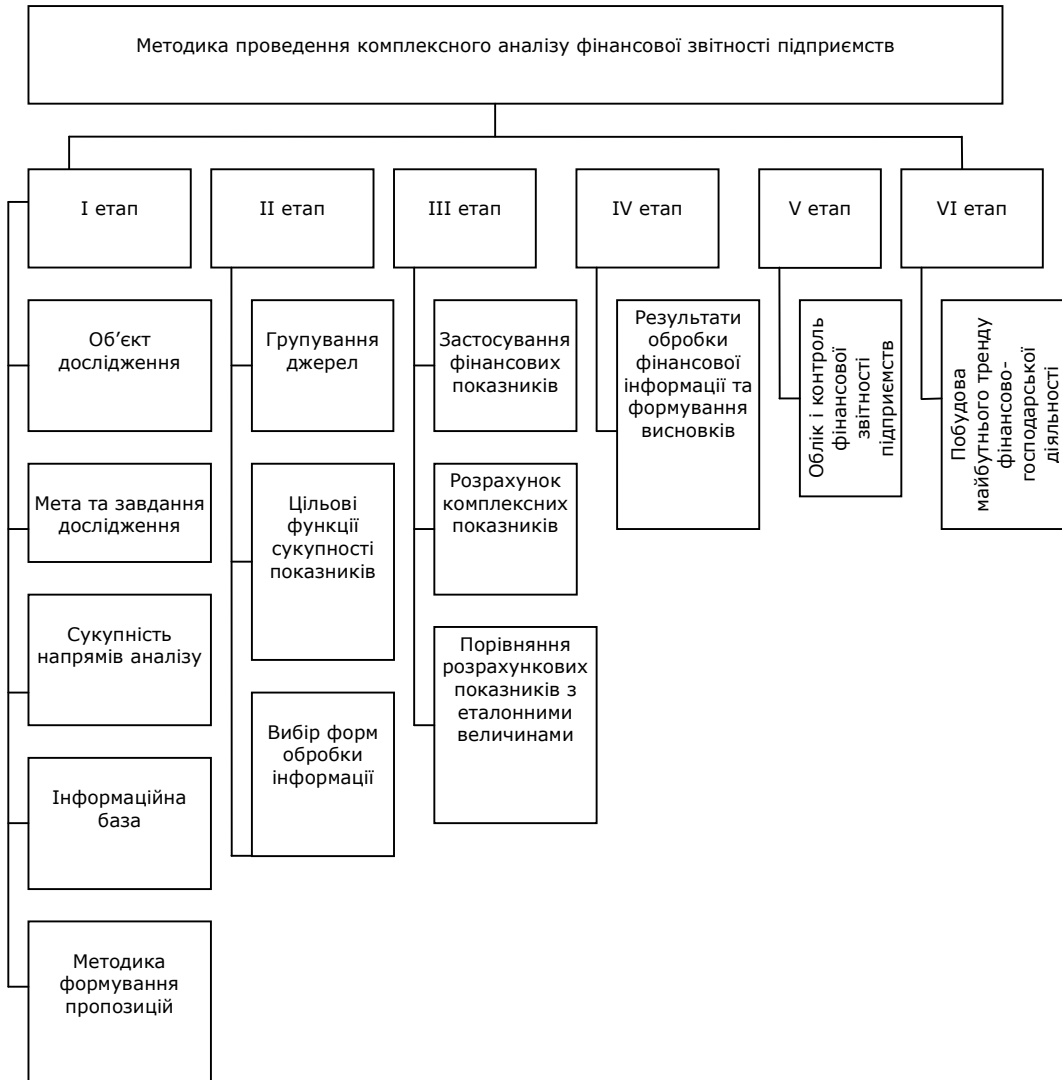 Методика проведення комплексного аналізу фінансової звітності підприємств
І етап
ІІ етап
ІІІ етап
IV етап
V етап
VI етап
Об’єкт
дослідження
Мета та завдання
дослідження
Сукупність
напрямів аналізу
Інформаційна
база
Методика
формування
пропозицій
Групування
джерел
Цільові
функції
сукупності
показників
Вибір форм
обробки
інформації
Застосування
фінансових
показників
Розрахунок
комплексних
показників
Порівняння
розрахункових
показників з
еталонними
величинами
Результати
обробки
фінансової
інформації та
формування
висновків
Облік і контроль
фінансової
звітності
підприємств
Побудова
майбутнього тренду
фінансово-
господарської
діяльності